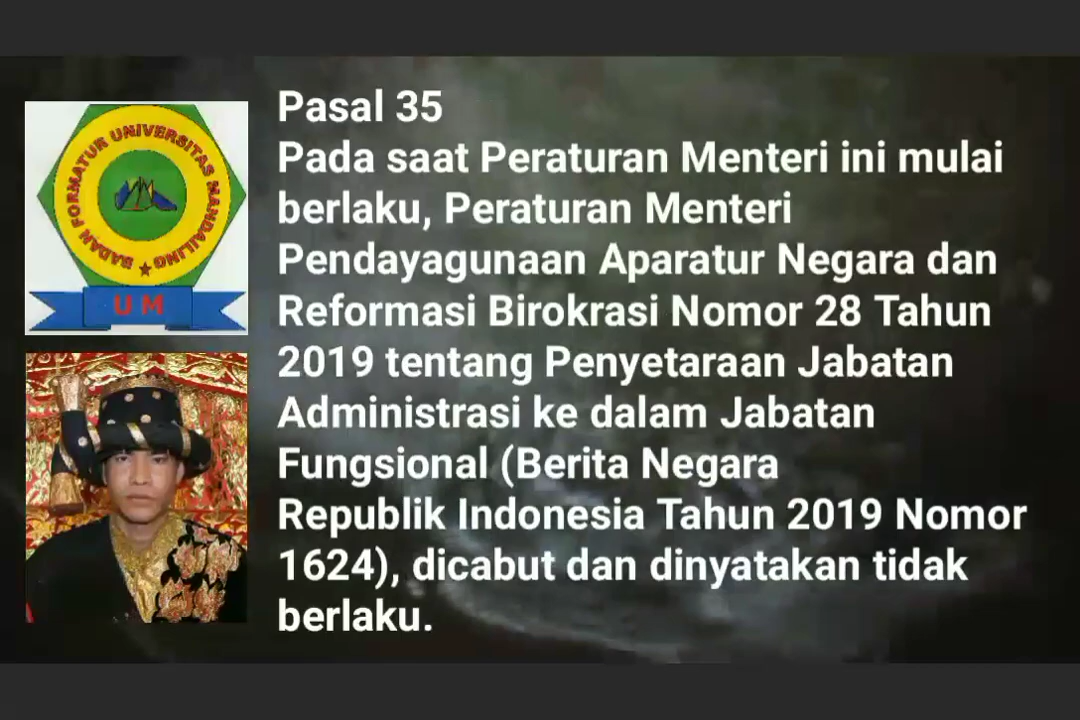 BADAN FORMATUR UNIVERSITAS MANDAILING
UM
Pasal 35
Pada saat Peraturan Menteri ini mulai
berlaku, Peraturan Menteri
Pendayagunaan Aparatur Negara dan
Reformasi Birokrasi Nomor 28 Tahun
2019 tentang Penyetaraan Jabatan
Administrasi ke dalam Jabatan
Fungsional (Berita Negara
Republik Indonesia Tahun 2019 Nomor
1624), dicabut dan dinyatakan tidak
berlaku.